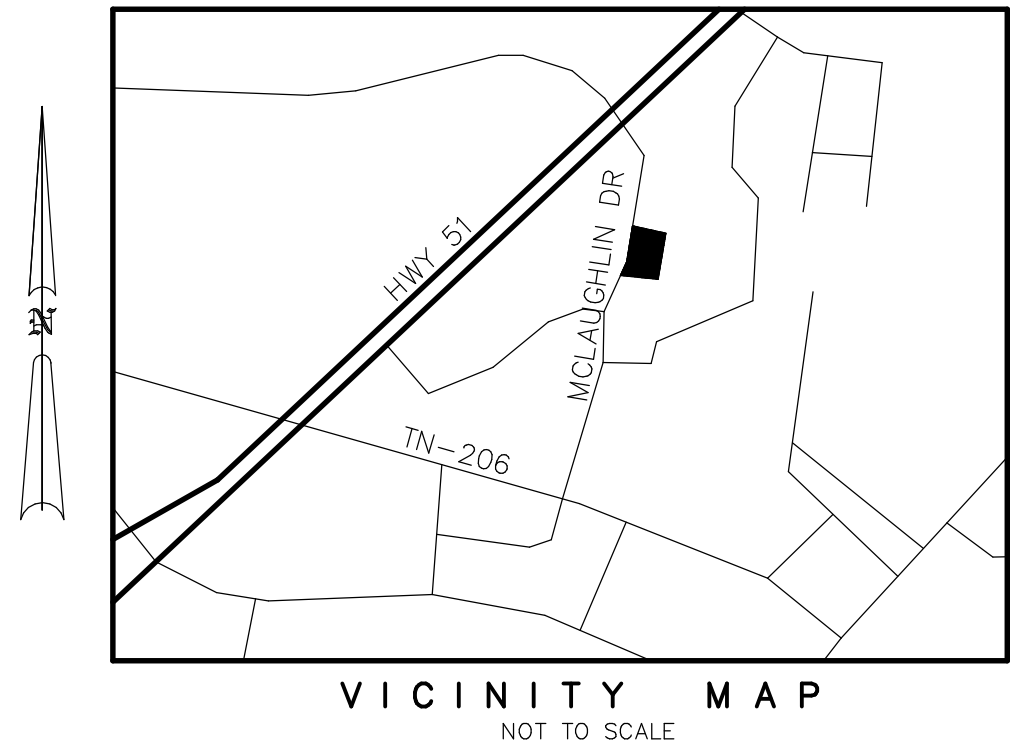 HWY 51
MCLAUGHLIN DR
TN-206
N
VICINITY MAP
NOT TO SCALE